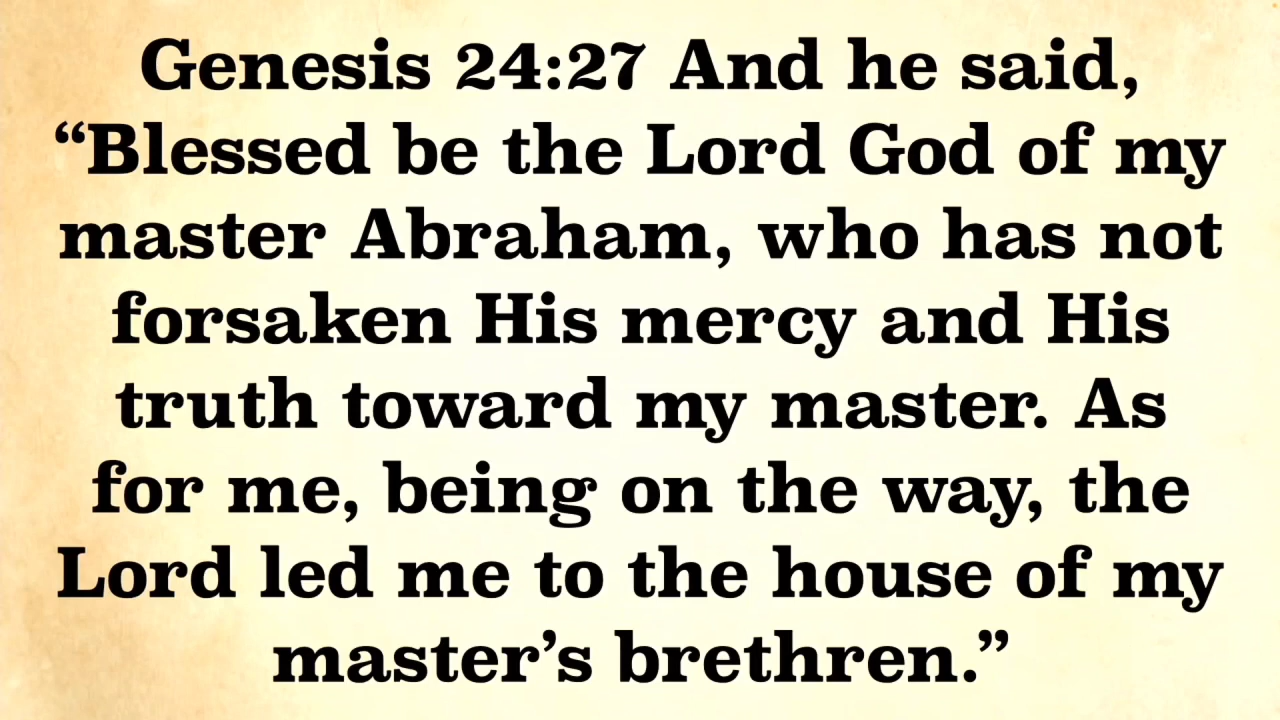 Genesis 24:27 And he said,
“Blessed be the Lord God of my
master Abraham, who has not
forsaken His mercy and His
truth toward my master. As
for me, being on the way, the
Lord led me to the house of my
master’s brethren.”